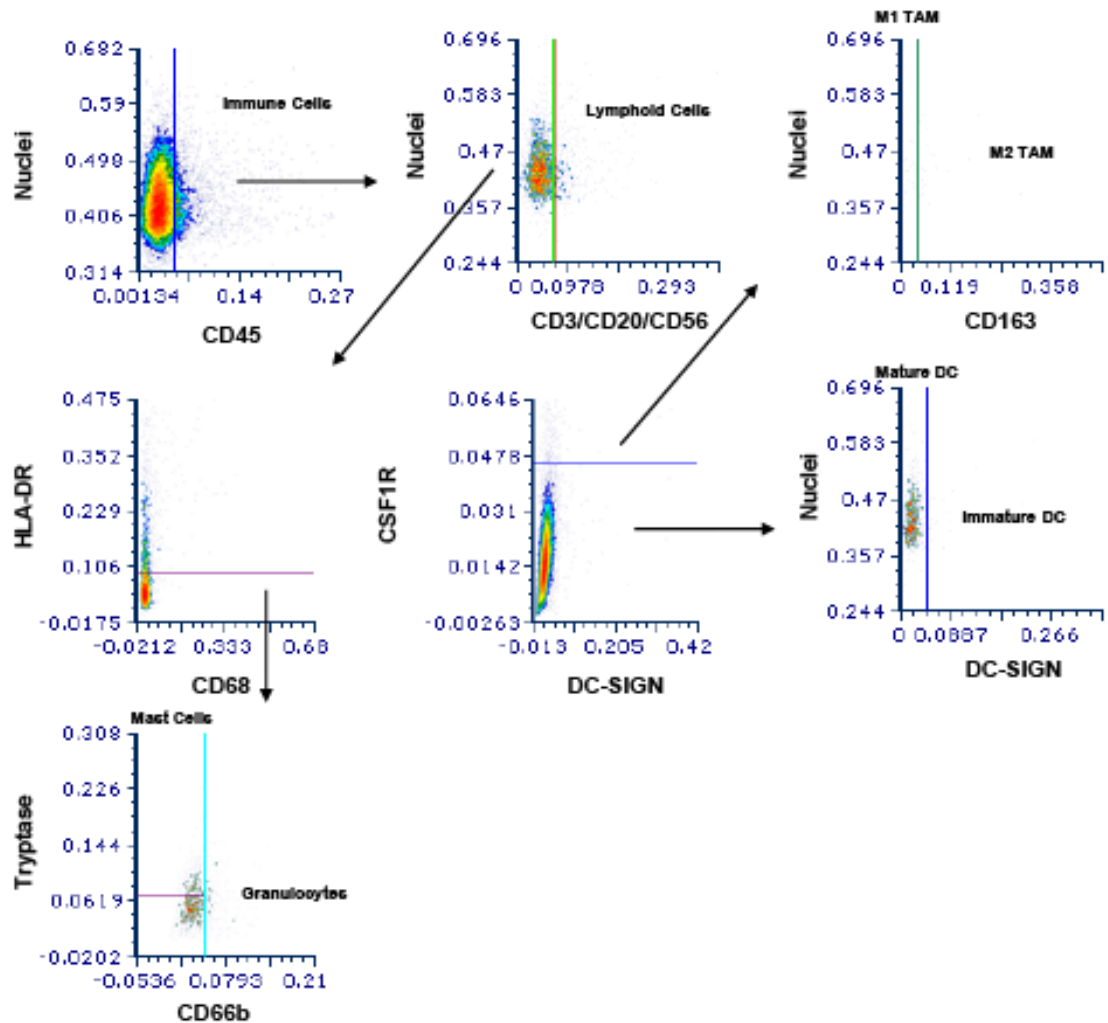 M1 TAM
0.682
0.59
0.498
0.406
0.314
Nuclei
Immune Cells
0.00134 0.14 0.27
CD45
0.696
0.583
0.47
0.357
0.244
Nuclei
Lymphoid Cells
0 0.0978 0.293
CD3/CD20/CD56
0.696
0.583
0.47
0.357
0.244
M2 TAM
0 0.119 0.358
CD163
0.475
0.352
0.229
0.106
-0.0175
HLA-DR
-0.0212 0.333 0.68
CD68
0.0646
0.0478
0.031
0.0142
-0.00263
CSF1R
-0.013 0.205 0.42
DC-SIGN
Mature DC
0.696
0.583
0.47
0.357
0.244
Nuclei
Immature DC
0 0.0887 0.266
DC-SIGN
Mast Cells
0.308
0.226
0.144
0.0619
-0.0202
Tryptase
Granulocytes
-0.0536 0.0793 0.21
CD66b